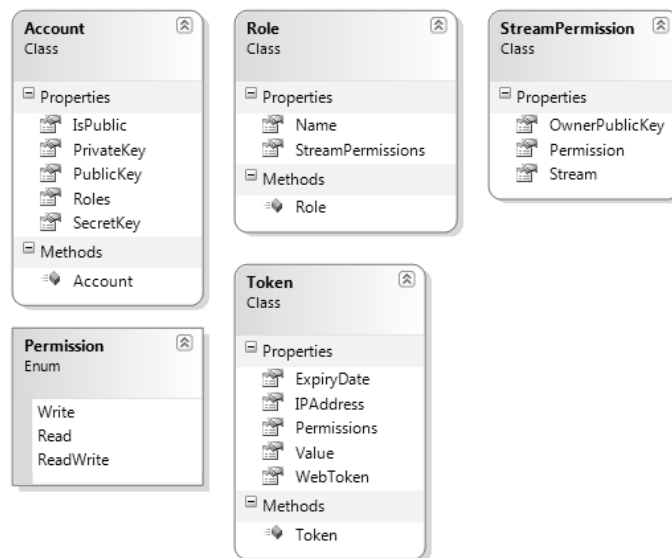 Account
Class
Properties
IsPublic
PrivateKey
PublicKey
Roles
SecretKey
Methods
Account
Role
Class
Properties
Name
StreamPermissions
Methods
Role
StreamPermission
Class
Properties
OwnerPublicKey
Permission
Stream
Permission
Enum
Write
Read
ReadWrite
Token
Class
Properties
ExpiryDate
IPAddress
Permissions
Value
WebToken
Methods
Token